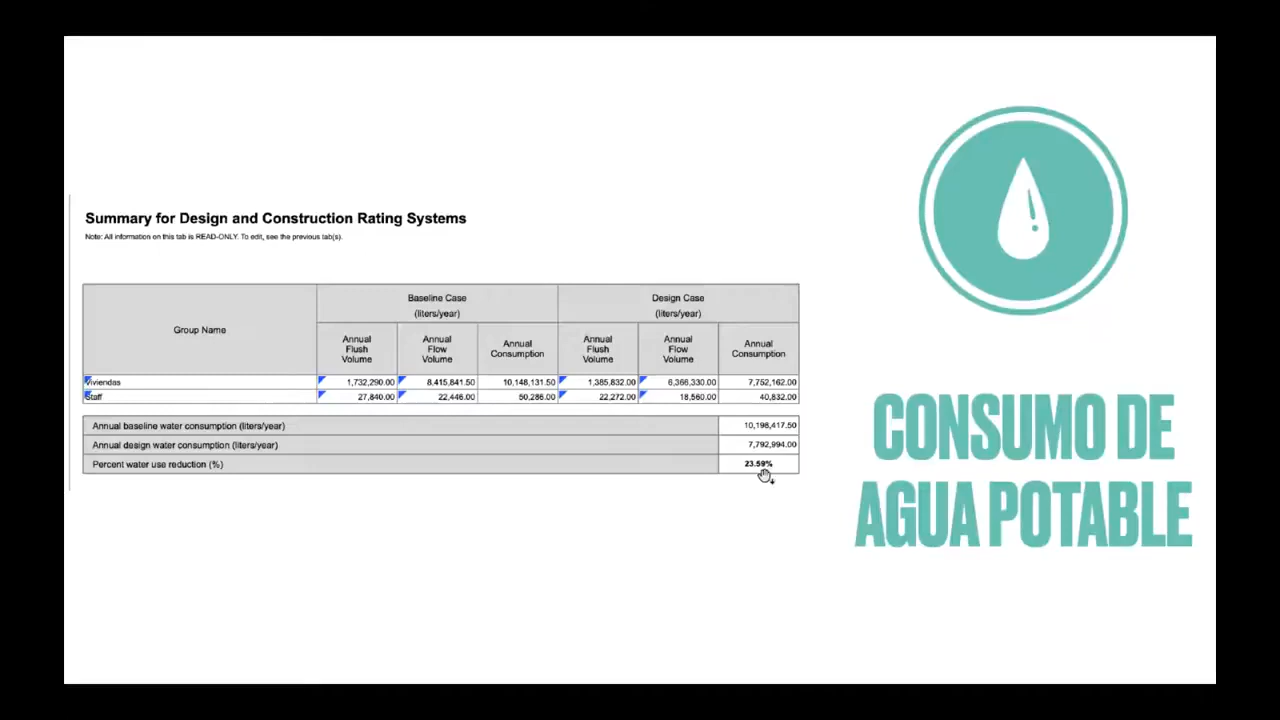 Summary for Design and Construction Rating Systems
Note: All information on this tab is READ-ONLY. To edit, see the previous tab(s).
Group Name
Baseline Case
(liters/year)
Design Case
(liters/year)
Annual Flush Volume
Annual Flow Volume
Annual Consumption
Annual Flush Volume
Annual Flow Volume
Annual Consumption
Viviendas 1,732,290.00 8,415,841.50 10,148,131.50 1,385,832.00 6,366,330.00 7,752,162.00
Staff 27,840.00 22,446.00 50,286.00 22,272.00 18,560.00 40,832.00
Annual baseline water consumption (liters/year) 10,198,417.50
Annual design water consumption (liters/year) 7,792,994.00
Percent water use reduction (%) 23.59%
CONSUMO DE
AGUA POTABLE